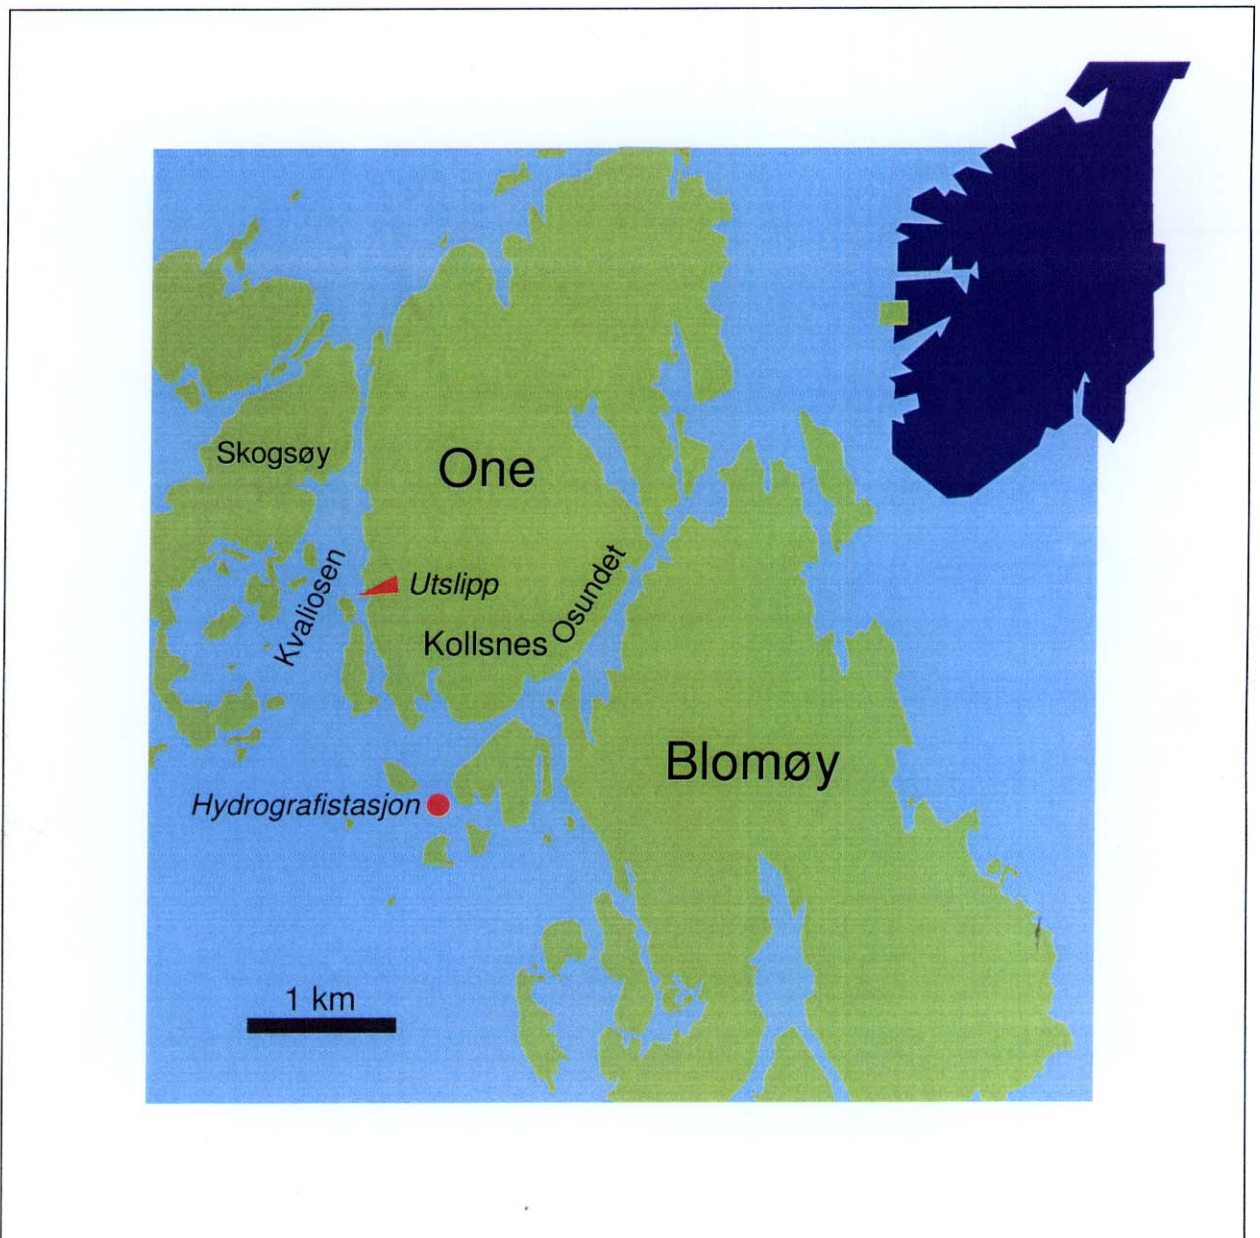 Skogsøy
One
Kvaliosen
Utslipp
Osundet
Kollsnes
Blomøy
Hydrografistasjon
1 km